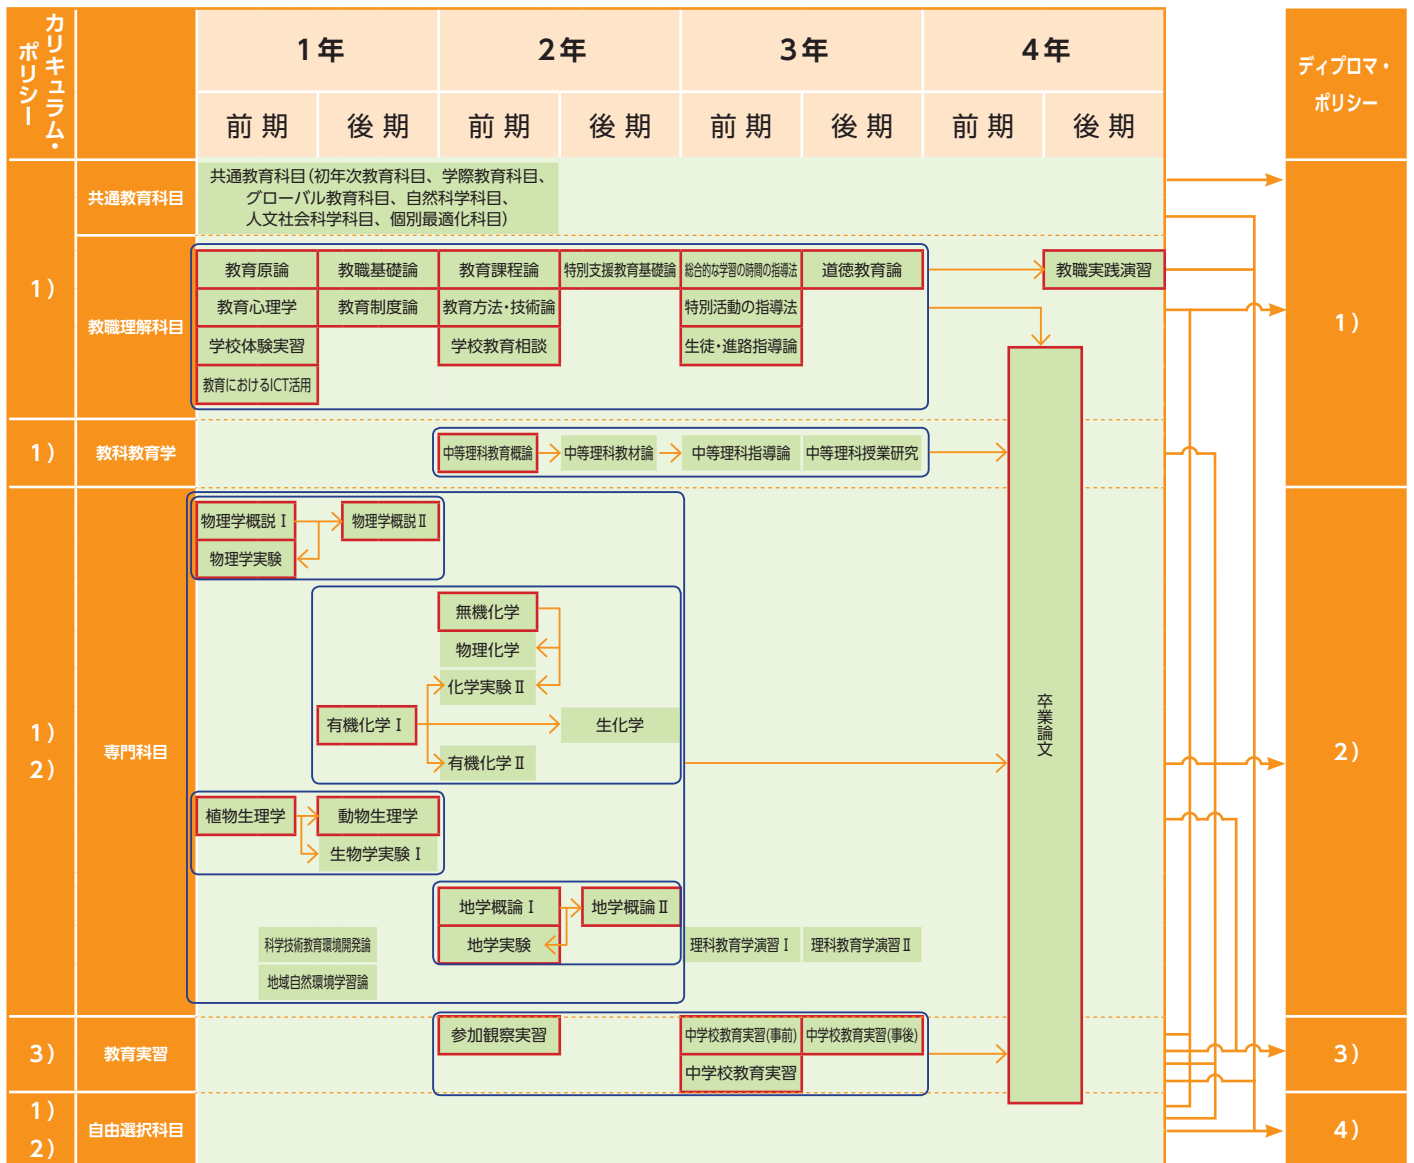 カリキュラム・
ポリシー
1年
2年
3年
4年
ディプロマ・
ポリシー
前期
後期
前期
後期
前期
後期
前期
後期
1）
共通教育科目
共通教育科目（初年次教育科目、学際教育科目、
グローバル教育科目、自然科学科目、
人文社会科学科目、個別最適化科目）
教職理解科目
教育原論
教職基礎論
教育課程論
特別支援教育基礎論
総合的な学習の時間の指導法
道徳教育論
教職実践演習
教育心理学
教育制度論
教育方法・技術論
特別活動の指導法
学校体験実習
学校教育相談
生徒・進路指導論
教育におけるICT活用
1）
1）
教科教育学
中等理科教育概論
中等理科教材論
中等理科指導論
中等理科授業研究
1）
2）
専門科目
物理学概説Ⅰ
物理学概説Ⅱ
物理学実験
無機化学
物理化学
化学実験Ⅱ
有機化学Ⅰ
生化学
有機化学Ⅱ
植物生理学
動物生理学
生物学実験Ⅰ
地学概論Ⅰ
地学概論Ⅱ
科学技術教育環境開発論
地学実験
理科教育学演習Ⅰ
理科教育学演習Ⅱ
地域自然環境学習論
卒業論文
2）
3）
教育実習
参加観察実習
中学校教育実習(事前)
中学校教育実習(事後)
中学校教育実習
3）
1）
2）
自由選択科目
4）